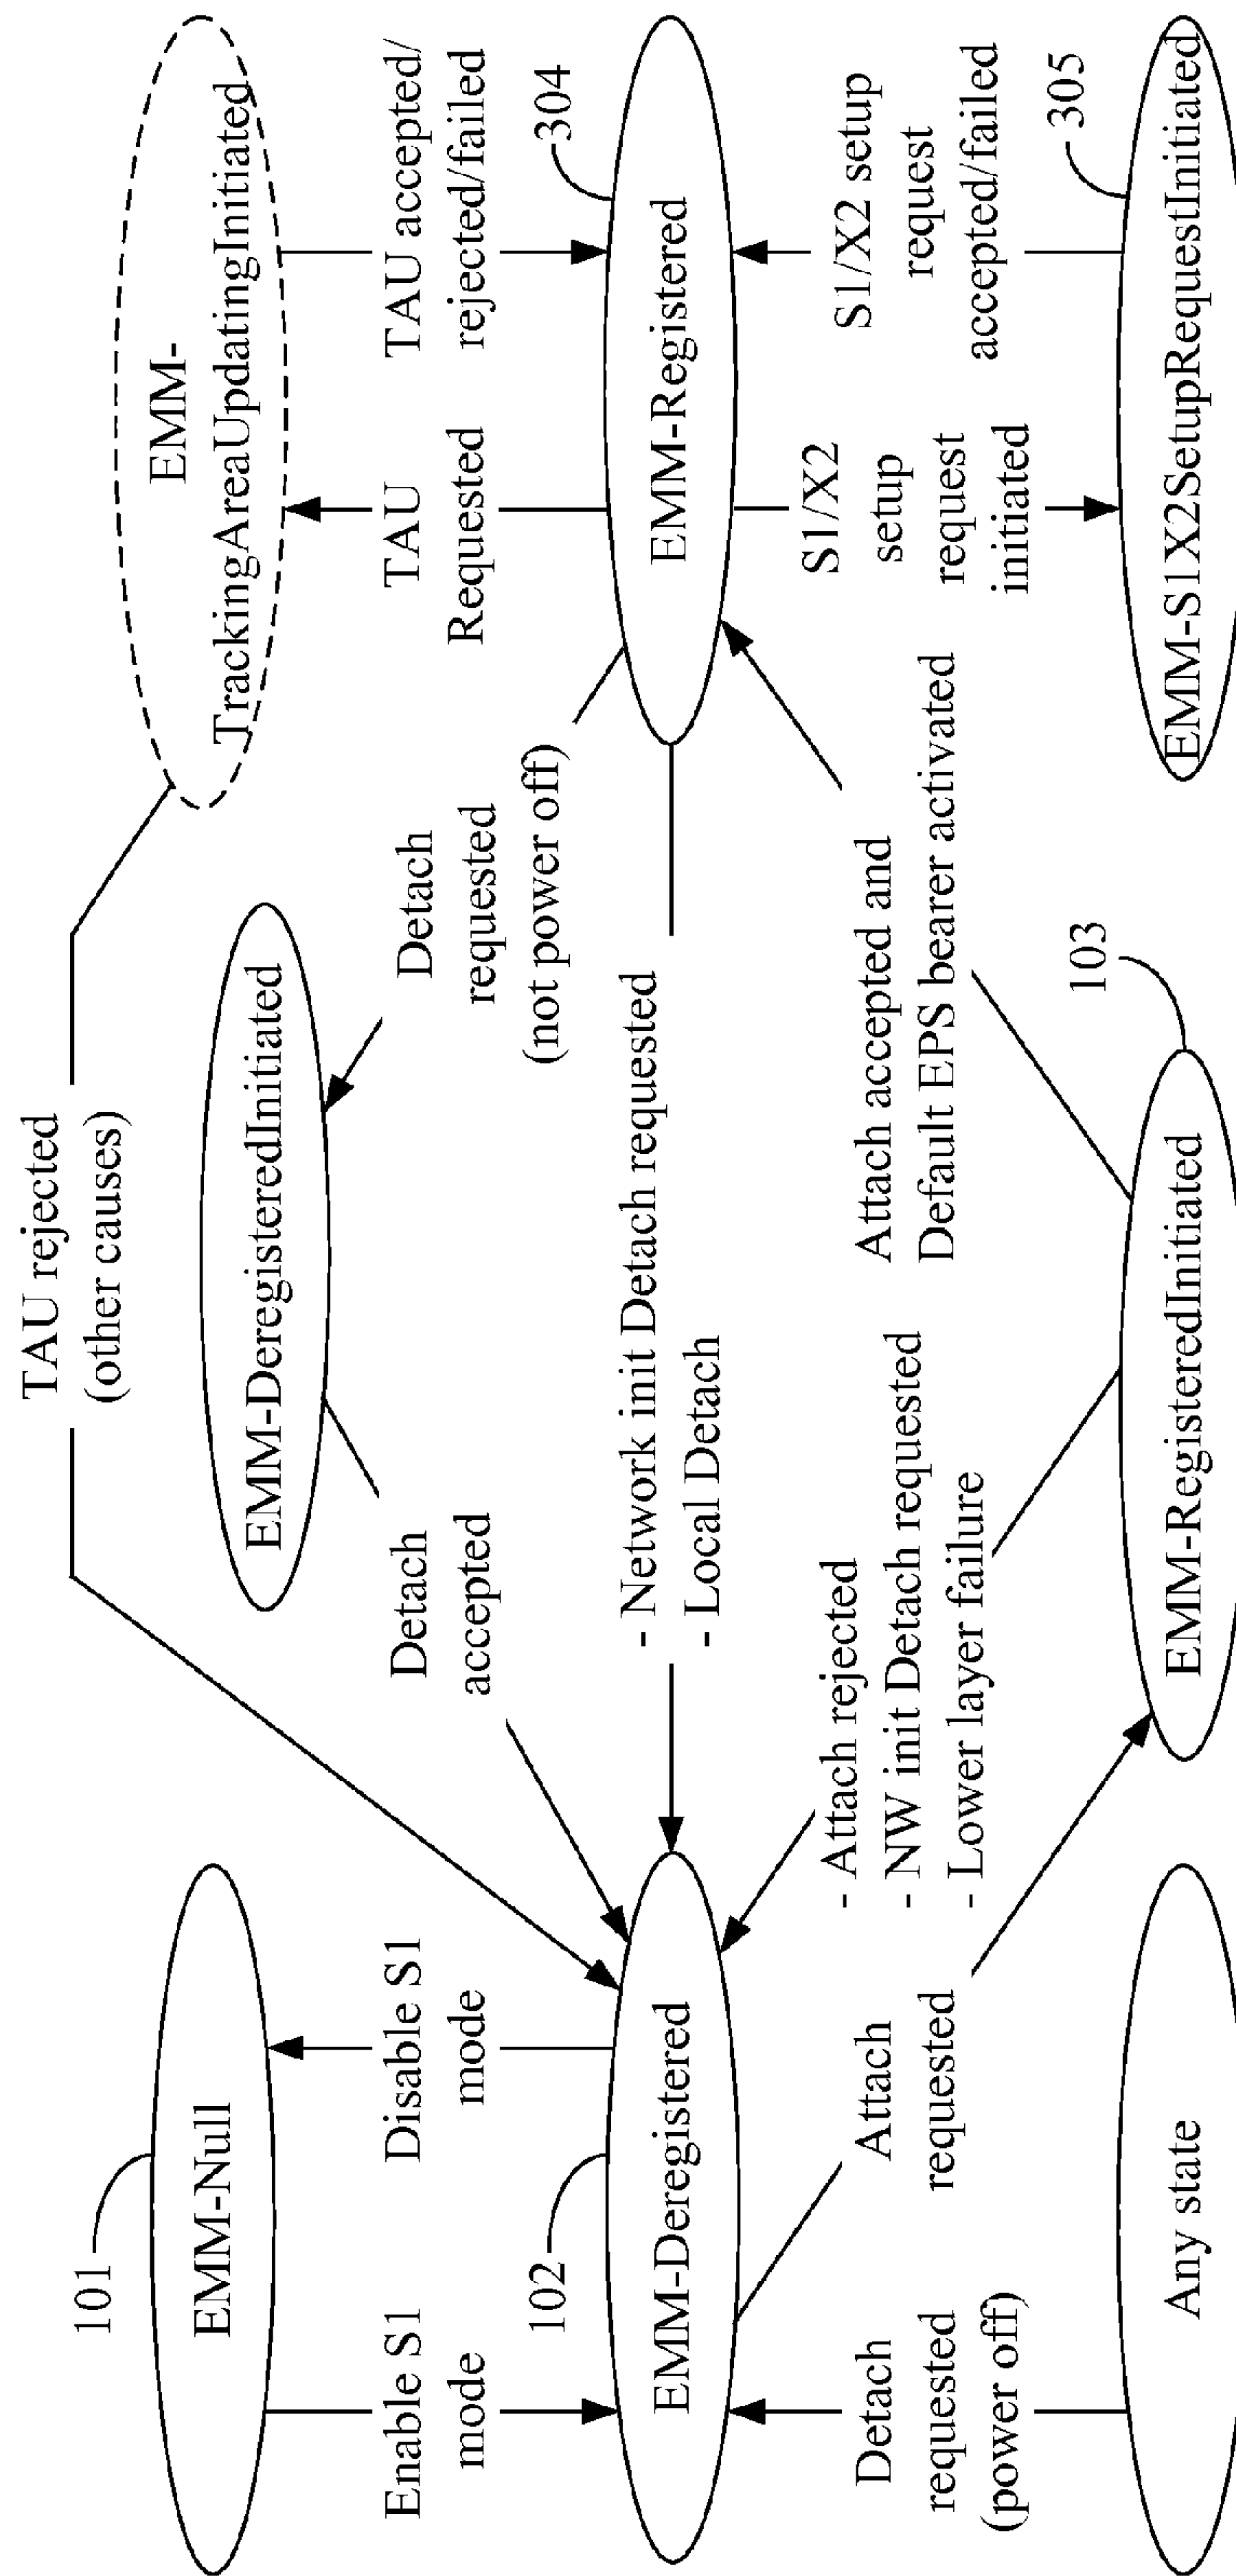 TAU rejected
(other causes)
101
EMM-Null
EMM-DeregisteredInitiated
EMM-
TrackingAreaUpdatingInitiated
Enable S1
mode
Disable S1
mode
Detach
accepted
Detach
requested
(not power off)
TAU
Requested
TAU accepted/
rejected/failed
102
EMM-Deregistered
- Network init Detach requested
- Local Detach
304
EMM-Registered
Detach
requested
(power off)
Attach
requested
- Attach rejected
- NW init Detach requested
- Lower layer failure
Attach accepted and
Default EPS bearer activated
S1/X2
setup
request
initiated
S1/X2 setup
request
accepted/failed
Any state
103
EMM-RegisteredInitiated
305
EMM-S1X2SetupRequestInitiated